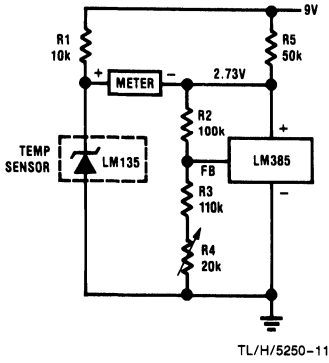 9V
R1
10k
R5
50k
+ METER -
2.73V
R2
100k
+
TEMP
SENSOR
LM135
FB
LM385
R3
110k
-
R4
20k
TL/H/5250-11